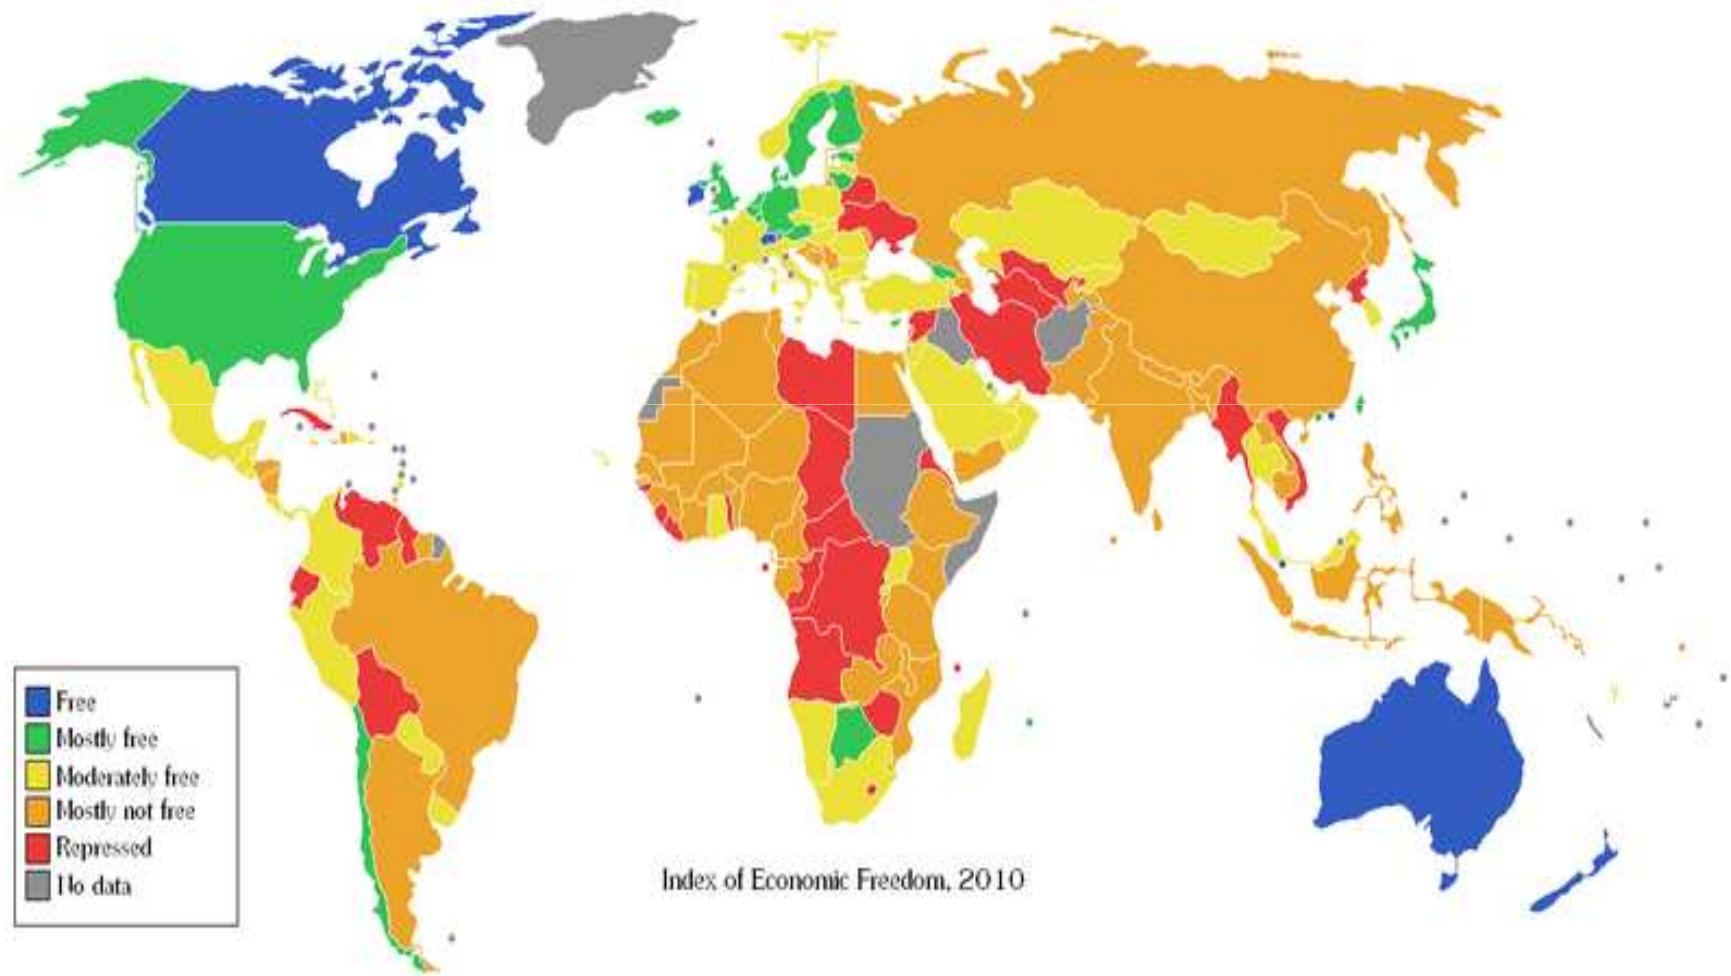 Free
Mostly free
Moderately free
Mostly not free
Repressed
No data
Index of Economic Freedom, 2010